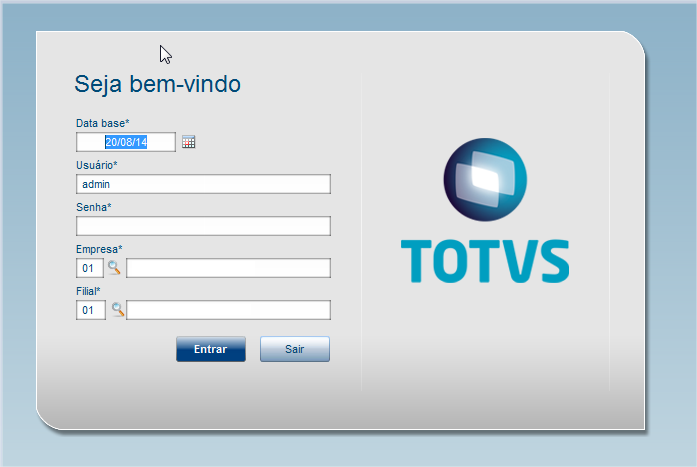 Seja bem-vindo
Data base*
20/08/14
Usuário*
admin
Senha*
Empresa*
01
Filial*
01
Entrar Sair
TOTVS